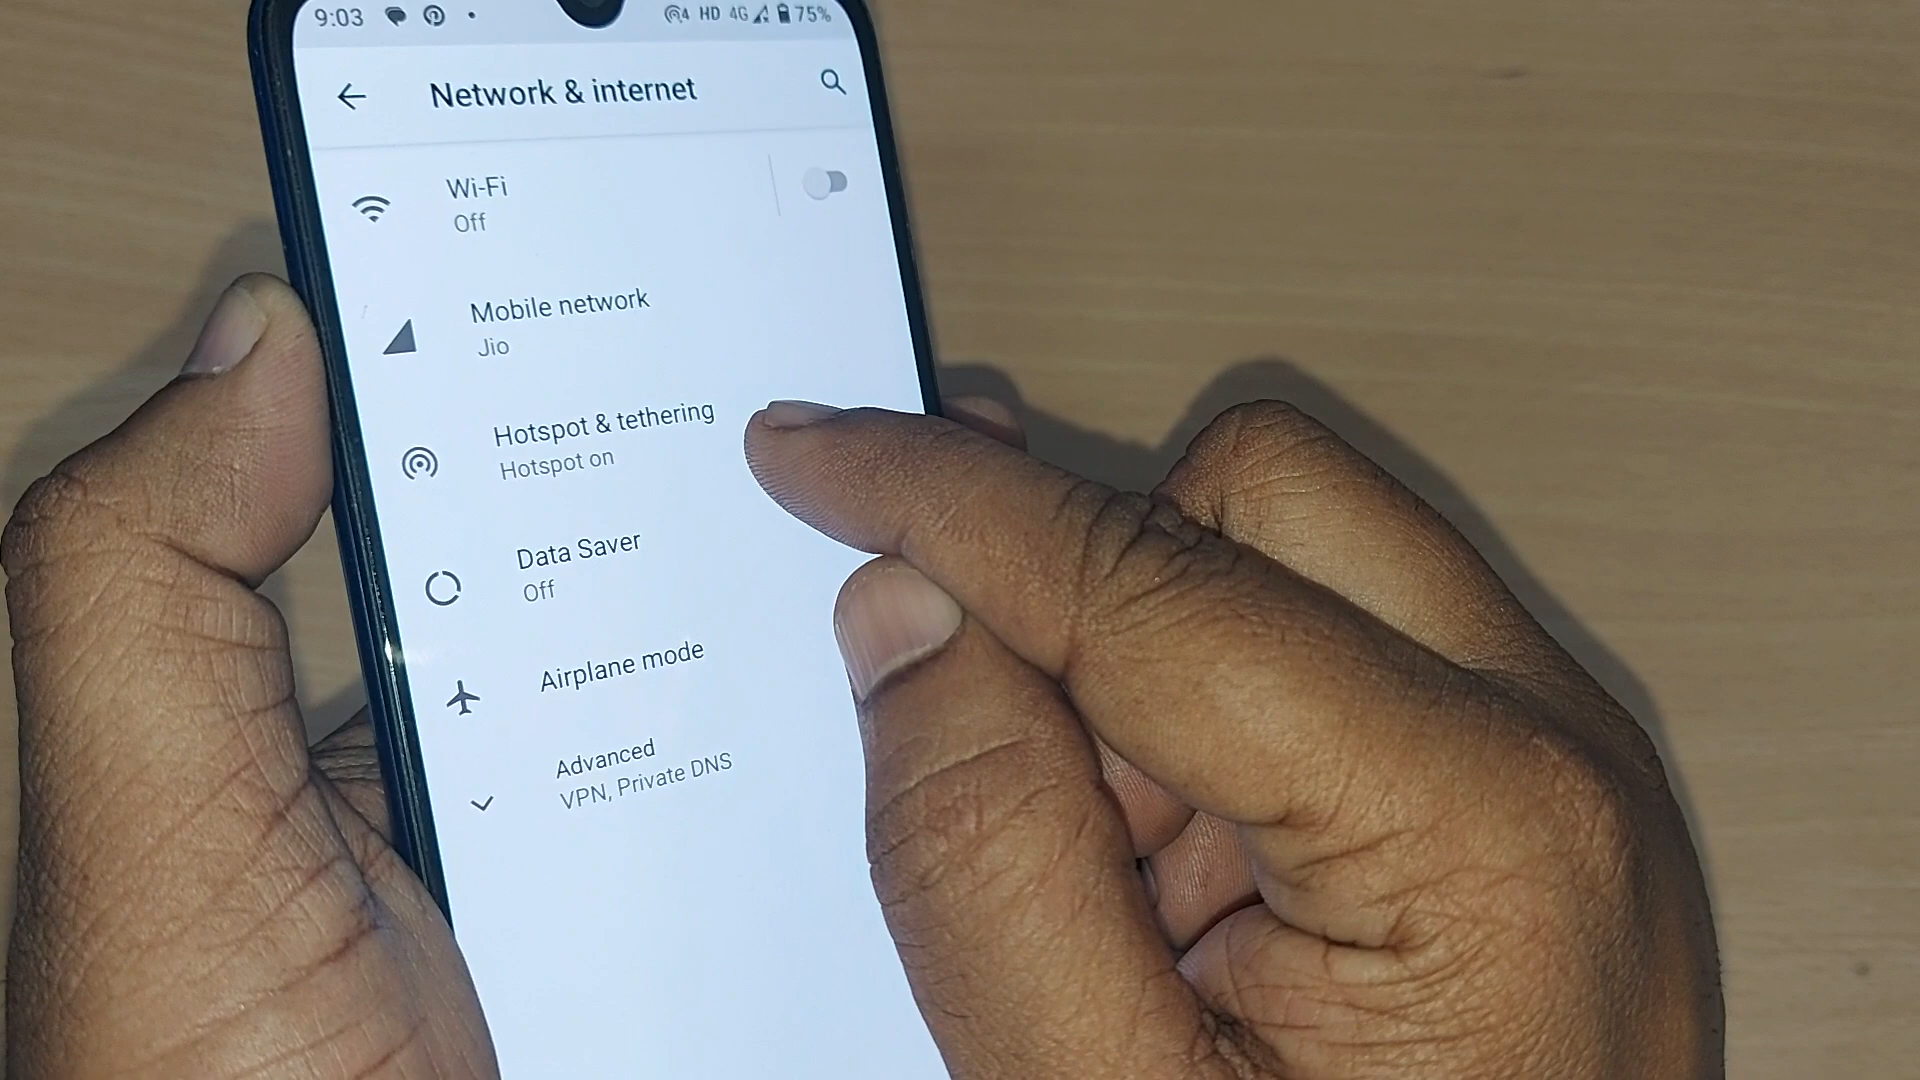 9:03 4 HD 4G 75%
Network & internet
Wi-Fi
Off
Mobile network
Jio
Hotspot & tethering
Hotspot on
Data Saver
Off
Airplane mode
Advanced
VPN, Private DNS